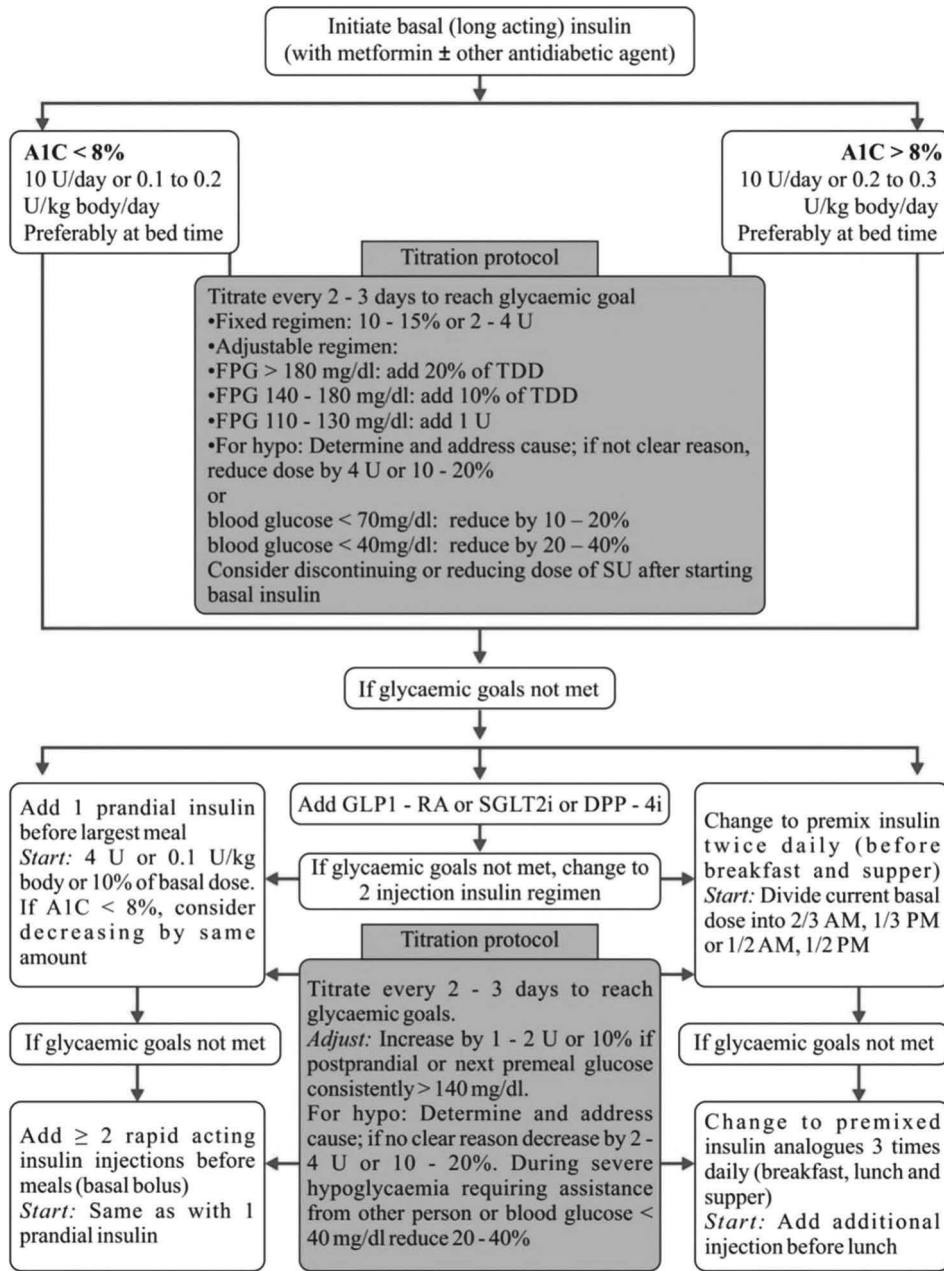 Initiate basal (long acting) insulin
(with metformin ± other antidiabetic agent)
A1C < 8%
10 U/day or 0.1 to 0.2
U/kg body/day
Preferably at bed time
A1C > 8%
10 U/day or 0.2 to 0.3
U/kg body/day
Preferably at bed time
Titration protocol
Titrate every 2 - 3 days to reach glycaemic goal
•Fixed regimen: 10 - 15% or 2 - 4 U
•Adjustable regimen:
•FPG > 180 mg/dl: add 20% of TDD
•FPG 140 - 180 mg/dl: add 10% of TDD
•FPG 110 - 130 mg/dl: add 1 U
•For hypo: Determine and address cause; if not clear reason,
reduce dose by 4 U or 10 - 20%
or
blood glucose < 70mg/dl: reduce by 10 – 20%
blood glucose < 40mg/dl: reduce by 20 – 40%
Consider discontinuing or reducing dose of SU after starting
basal insulin
If glycaemic goals not met
Add 1 prandial insulin
before largest meal
Start: 4 U or 0.1 U/kg
body or 10% of basal dose.
If A1C < 8%, consider
decreasing by same
amount
Add GLP1 - RA or SGLT2i or DPP - 4i
If glycaemic goals not met, change to
2 injection insulin regimen
Change to premix insulin
twice daily (before
breakfast and supper)
Start: Divide current basal
dose into 2/3 AM, 1/3 PM
or 1/2 AM, 1/2 PM
Titration protocol
Titrate every 2 - 3 days to reach
glycaemic goals.
Adjust: Increase by 1 - 2 U or 10% if
postprandial or next premeal glucose
consistently > 140 mg/dl.
For hypo: Determine and address
cause; if no clear reason decrease by 2 -
4 U or 10 - 20%. During severe
hypoglycaemia requiring assistance
from other person or blood glucose <
40 mg/dl reduce 20 - 40%
If glycaemic goals not met
If glycaemic goals not met
Add ≥ 2 rapid acting
insulin injections before
meals (basal bolus)
Start: Same as with 1
prandial insulin
Change to premixed
insulin analogues 3 times
daily (breakfast, lunch and
supper)
Start: Add additional
injection before lunch